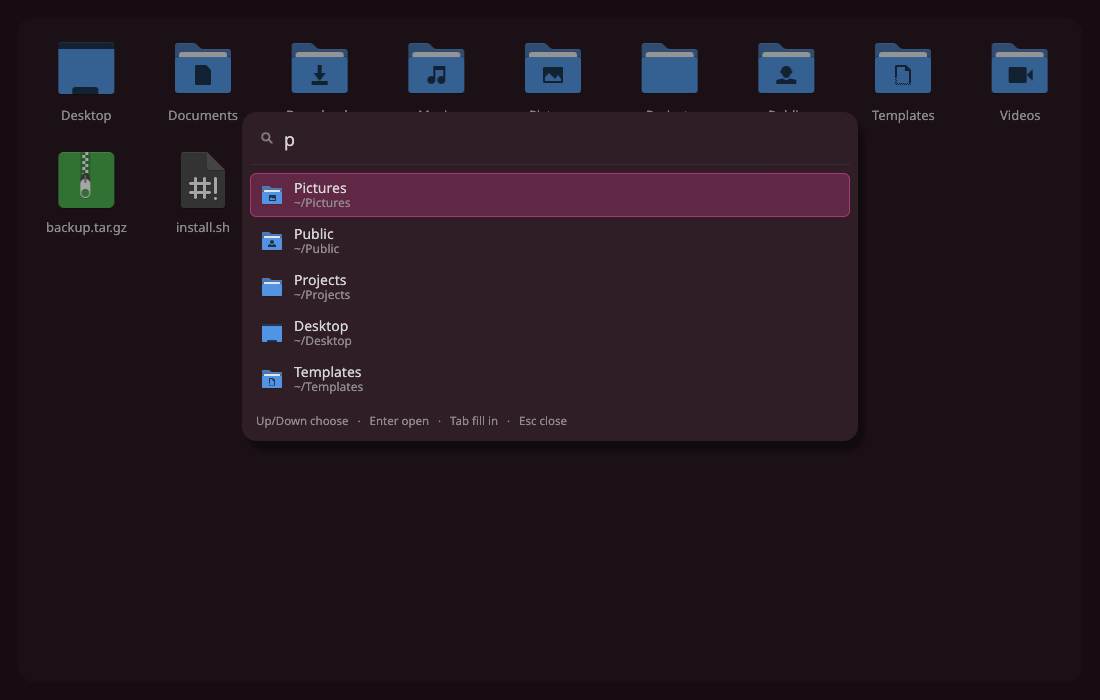 Desktop
Documents
Templates
Videos
p
backup.tar.gz
install.sh
Pictures
~/Pictures
Public
~/Public
Projects
~/Projects
Desktop
~/Desktop
Templates
~/Templates
Up/Down choose · Enter open · Tab fill in · Esc close